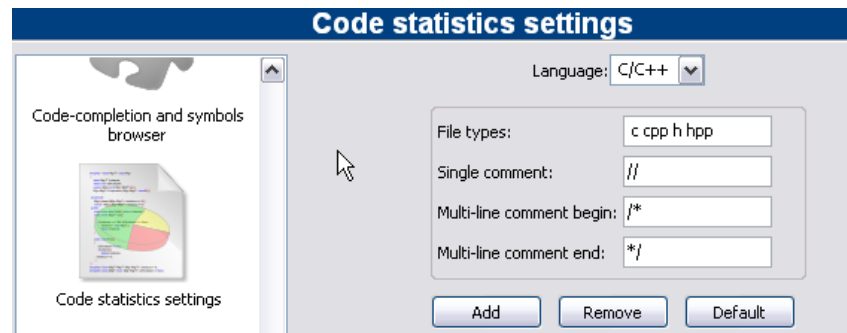 Code statistics settings
Code-completion and symbols
browser
Code statistics settings
Language: C/C++
File types: c cpp h hpp
Single comment: //
Multi-line comment begin: /*
Multi-line comment end: */
Add Remove Default